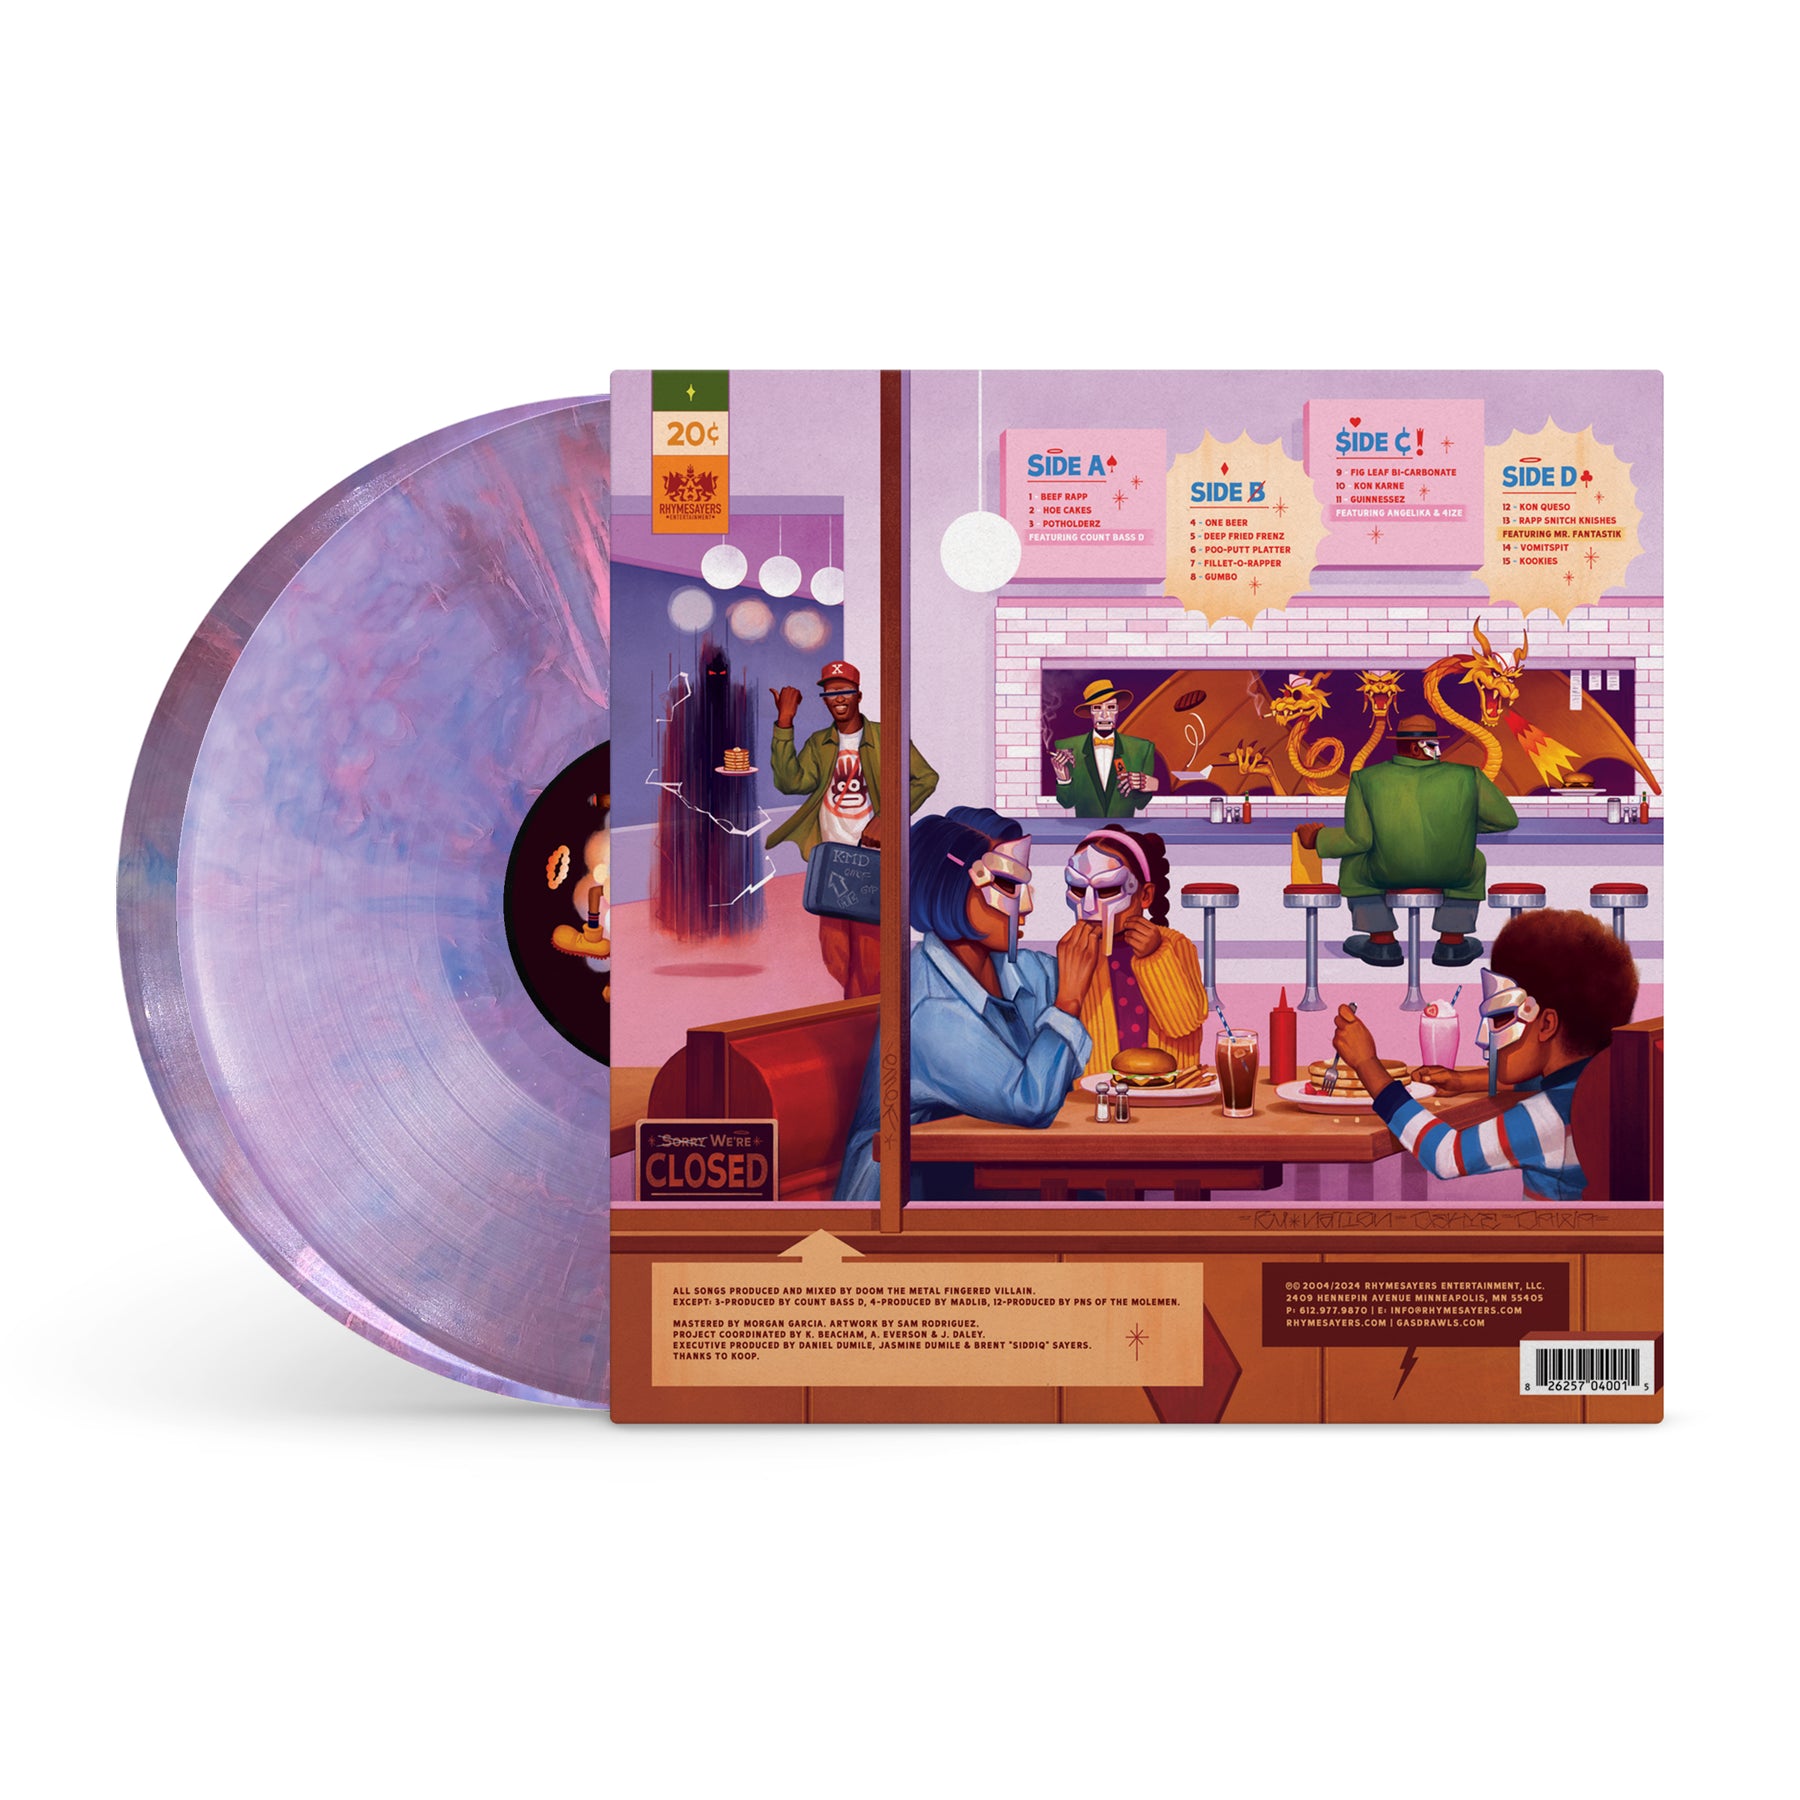 20¢
RHYMESAYERS
ENTERTAINMENT
SIDE A
1 - BEEF RAPP
2 - HOE CAKES
3 - POTHOLDERZ
FEATURING COUNT BASS D
SIDE B
4 - ONE BEER
5 - DEEP FRIED FRENZ
6 - POO-PUTT PLATTER
7 - FILLET-O-RAPPER
8 - GUMBO
$IDE ¢!
9 - FIG LEAF BI-CARBONATE
10 - KON KARNE
11 - GUINNESSEZ
FEATURING ANGELIKA & 4IZE
SIDE D
12 - KON QUESO
13 - RAPP SNITCH KNISHES
FEATURING MR. FANTASTIK
14 - VOMITSPIT
15 - KOOKIES
X
KMD
SORRY WE'RE
CLOSED
ALL SONGS PRODUCED AND MIXED BY DOOM THE METAL FINGERED VILLAIN.
EXCEPT: 3-PRODUCED BY COUNT BASS D, 4-PRODUCED BY MADLIB, 12-PRODUCED BY PNS OF THE MOLEMEN.
MASTERED BY MORGAN GARCIA. ARTWORK BY SAM RODRIGUEZ.
PROJECT COORDINATED BY K. BEACHAM, A. EVERSON & J. DALEY.
EXECUTIVE PRODUCED BY DANIEL DUMILE, JASMINE DUMILE & BRENT "SIDDIQ" SAYERS.
THANKS TO KOOP.
℗© 2004/2024 RHYMESAYERS ENTERTAINMENT, LLC.
2409 HENNEPIN AVENUE MINNEAPOLIS, MN 55405
P: 612.977.9870 | E: INFO@RHYMESAYERS.COM
RHYMESAYERS.COM | GASDRAWLS.COM
8 26257 04001 5